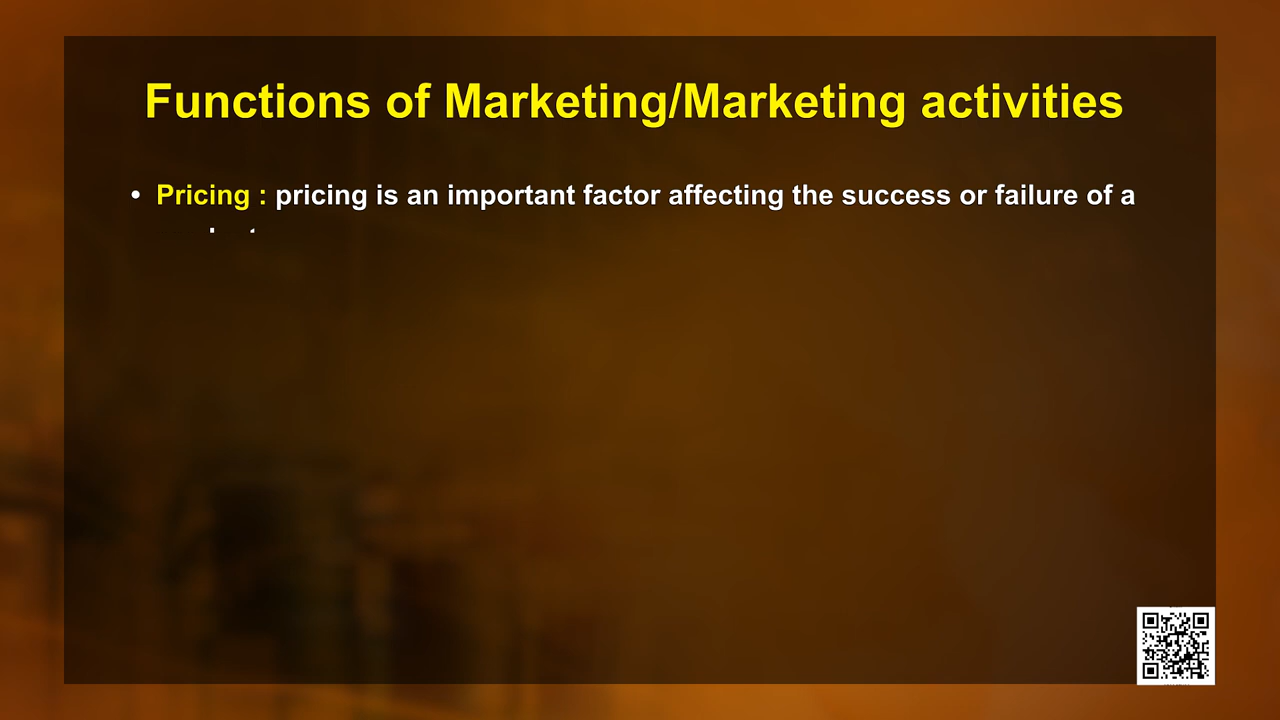 Functions of Marketing/Marketing activities
• Pricing : pricing is an important factor affecting the success or failure of a